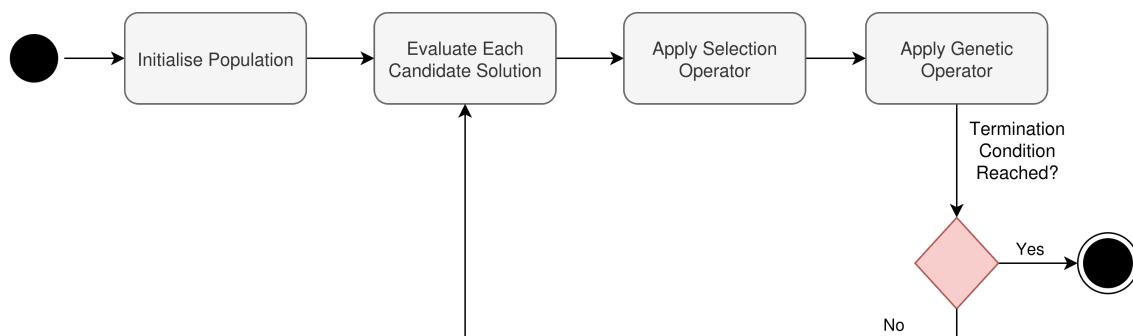 Initialise Population
Evaluate Each
Candidate Solution
Apply Selection
Operator
Apply Genetic
Operator
Termination
Condition
Reached?
Yes
No